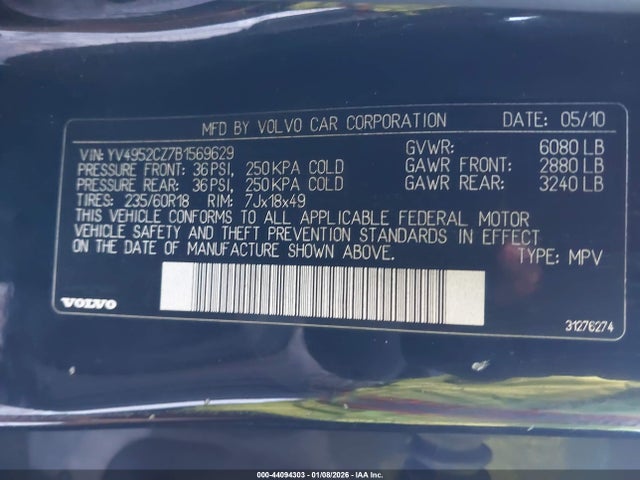 MFD BY VOLVO CAR CORPORATION DATE: 05/10
VIN: YV4952CZ7B1569629 GVWR: 6080 LB
PRESSURE FRONT: 36 PSI, 250 KPA COLD GAWR FRONT: 2880 LB
PRESSURE REAR: 36 PSI, 250 KPA COLD GAWR REAR: 3240 LB
TIRES: 235/60R18 RIM: 7Jx18x49
THIS VEHICLE CONFORMS TO ALL APPLICABLE FEDERAL MOTOR
VEHICLE SAFETY AND THEFT PREVENTION STANDARDS IN EFFECT
ON THE DATE OF MANUFACTURE SHOWN ABOVE. TYPE: MPV
VOLVO
31276274
000-44094303 - 01/08/2026 - IAA Inc.